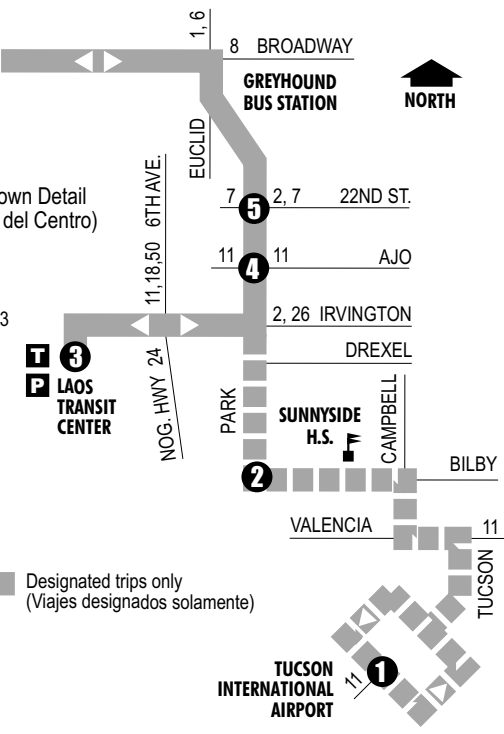 1, 6
8 BROADWAY
GREYHOUND
BUS STATION
NORTH
EUCLID
own Detail
del Centro)
7 5 2, 7 22ND ST.
11 4 11 AJO
11,18,50 6TH AVE.
3
2, 26 IRVINGTON
DREXEL
T 3
P LAOS
TRANSIT
CENTER
NOG. HWY 24
PARK
SUNNYSIDE
H.S.
CAMPBELL
2
BILBY
VALENCIA
11
TUCSON
Designated trips only
(Viajes designados solamente)
TUCSON
INTERNATIONAL
AIRPORT
11
1